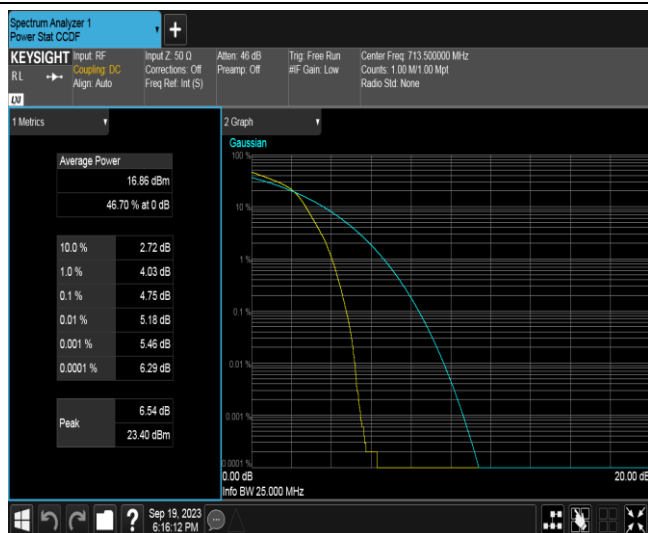 Spectrum Analyzer 1
Power Stat CCDF
+
KEYSIGHT
RL
LXI
Input: RF
Coupling: DC
Align: Auto
Input Z: 50 Ω
Corrections: Off
Freq Ref: Int (S)
Atten: 46 dB
Preamp: Off
Trig: Free Run
#IF Gain: Low
Center Freq: 713.500000 MHz
Counts: 1.00 M/1.00 Mpt
Radio Std: None
1 Metrics
Average Power
16.86 dBm
46.70 % at 0 dB
10.0 % 2.72 dB
1.0 % 4.03 dB
0.1 % 4.75 dB
0.01 % 5.18 dB
0.001 % 5.46 dB
0.0001 % 6.29 dB
Peak
6.54 dB
23.40 dBm
2 Graph
Gaussian
100 %
10 %
1 %
0.1 %
0.01 %
0.001 %
0.0001 %
0.00 dB 20.00 dB
Info BW 25.000 MHz
?
Sep 19, 2023
6:16:12 PM